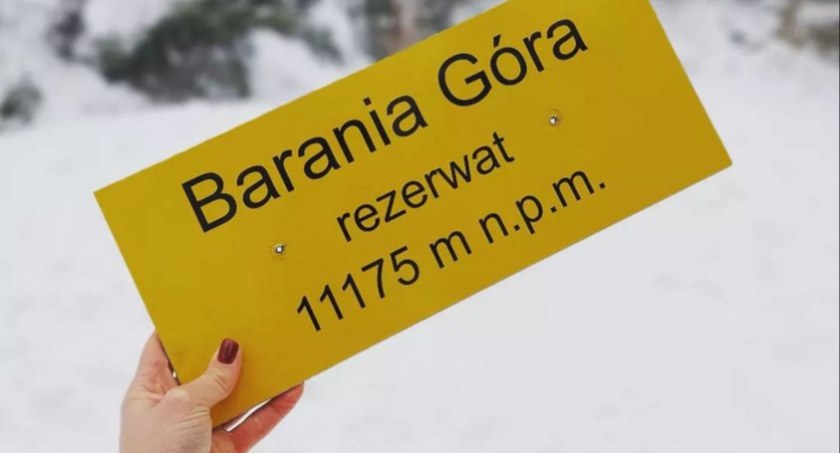 Barania Góra
rezerwat
11175 m n.p.m.